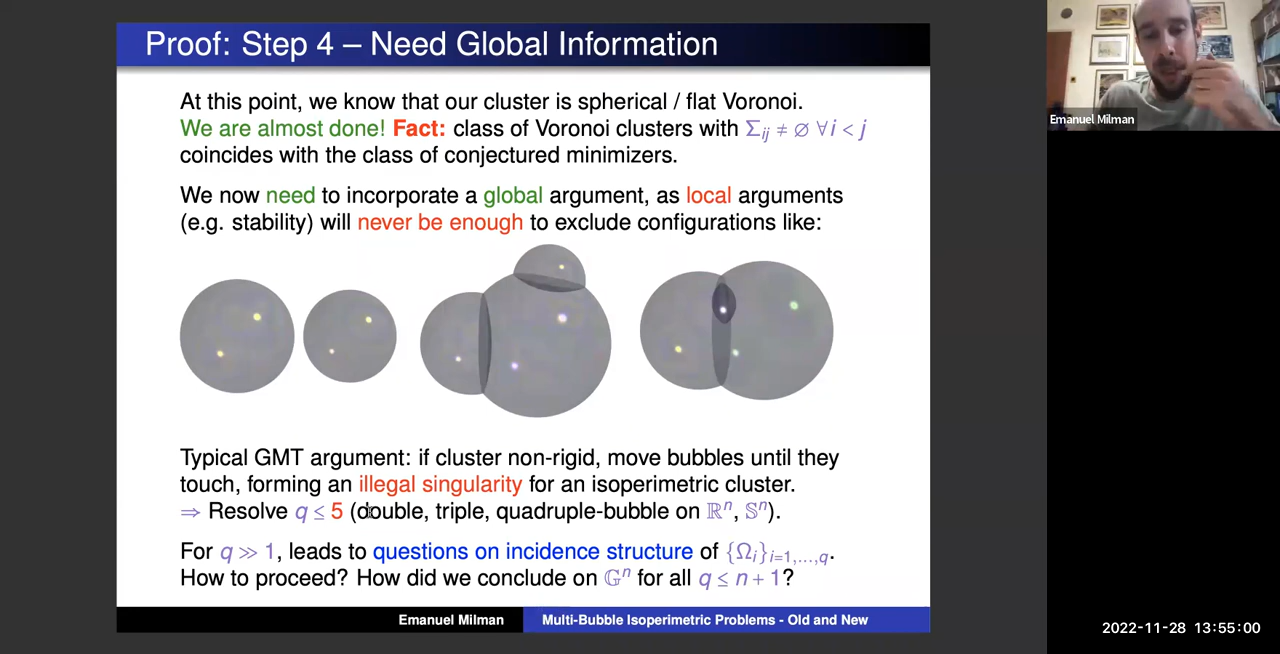 Proof: Step 4 – Need Global Information
At this point, we know that our cluster is spherical / flat Voronoi.
We are almost done! Fact: class of Voronoi clusters with Σij ≠ ∅ ∀i < j
coincides with the class of conjectured minimizers.
We now need to incorporate a global argument, as local arguments
(e.g. stability) will never be enough to exclude configurations like:
Typical GMT argument: if cluster non-rigid, move bubbles until they
touch, forming an illegal singularity for an isoperimetric cluster.
⇒ Resolve q ≤ 5 (double, triple, quadruple-bubble on ℝⁿ, 𝕊ⁿ).
For q ≫ 1, leads to questions on incidence structure of {Ωi}i=1,...,q.
How to proceed? How did we conclude on 𝔾ⁿ for all q ≤ n + 1?
Emanuel Milman
Multi-Bubble Isoperimetric Problems - Old and New
Emanuel Milman
2022-11-28 13:55:00